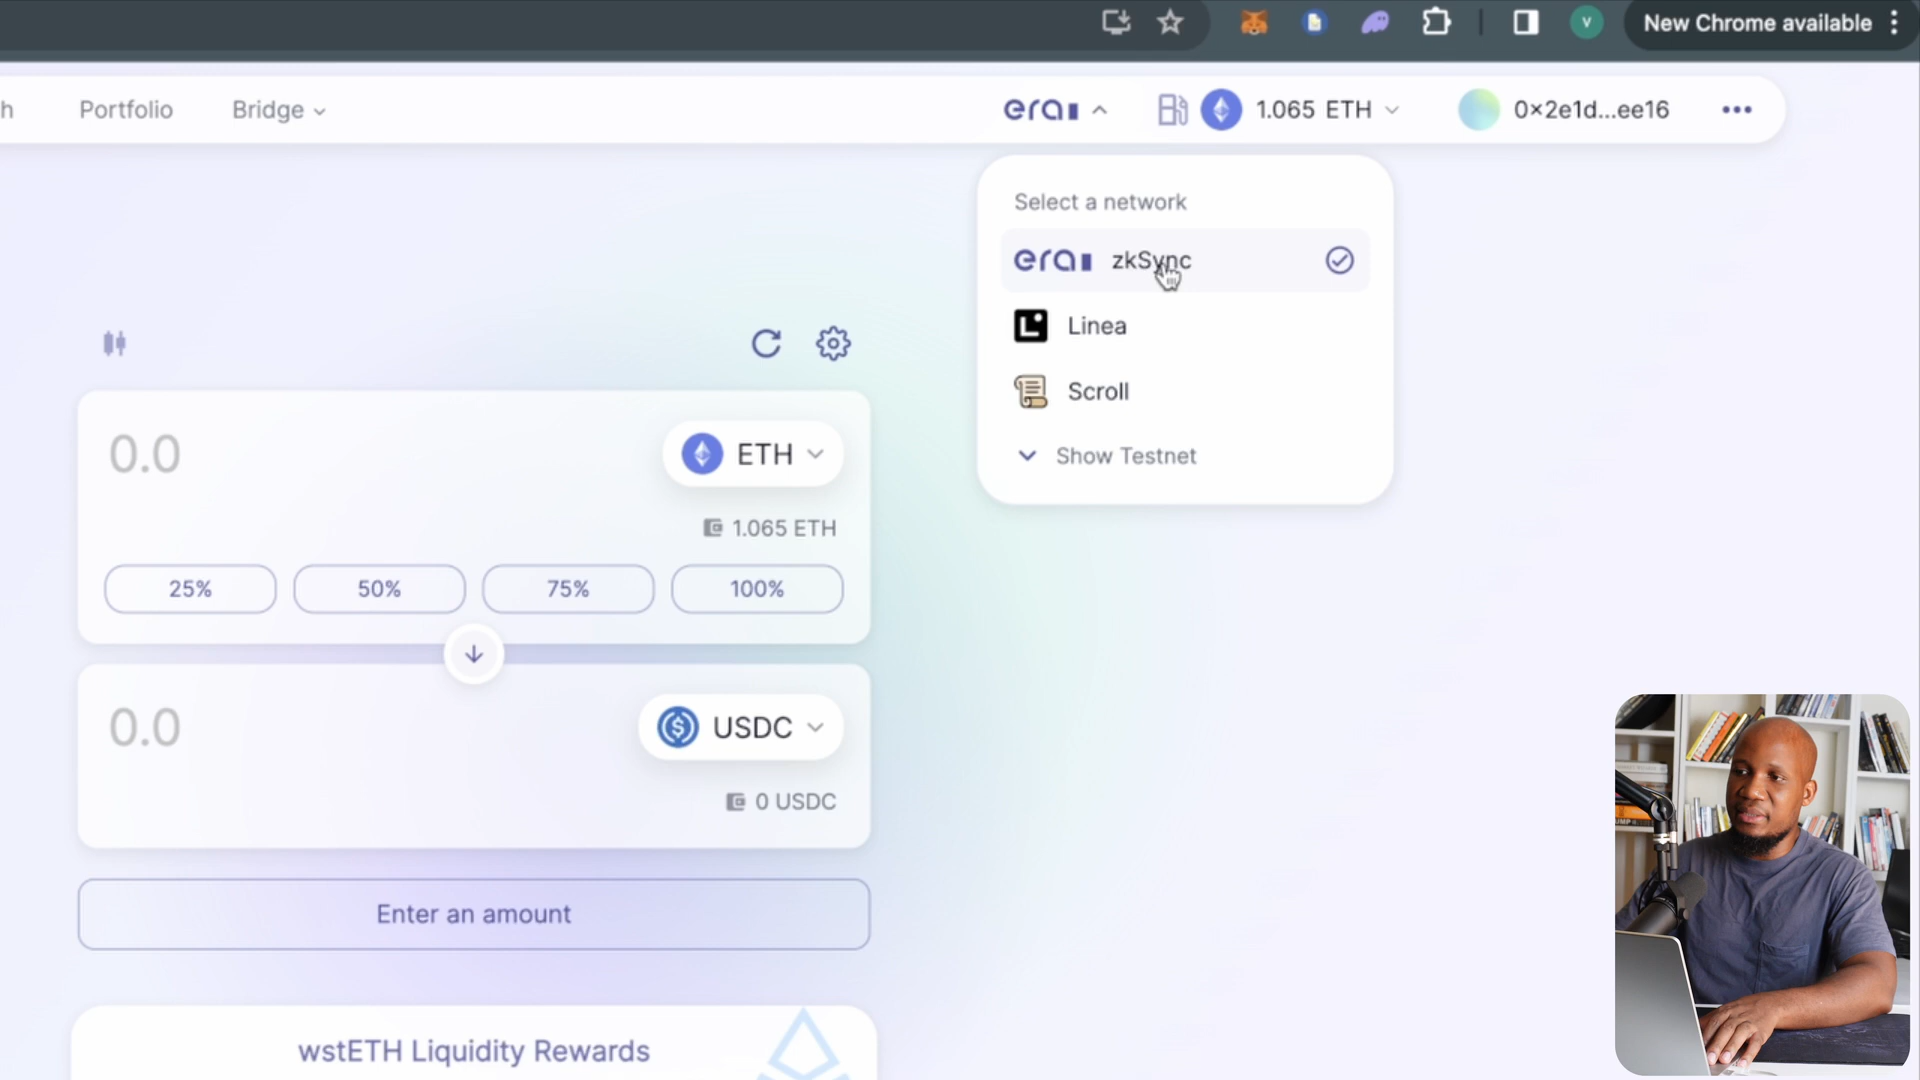 New Chrome available
V
h
Portfolio
Bridge
era
1.065 ETH
0×2e1d...ee16
Select a network
era zkSync
Linea
Scroll
Show Testnet
0.0
ETH
1.065 ETH
25%
50%
75%
100%
0.0
USDC
0 USDC
Enter an amount
wstETH Liquidity Rewards